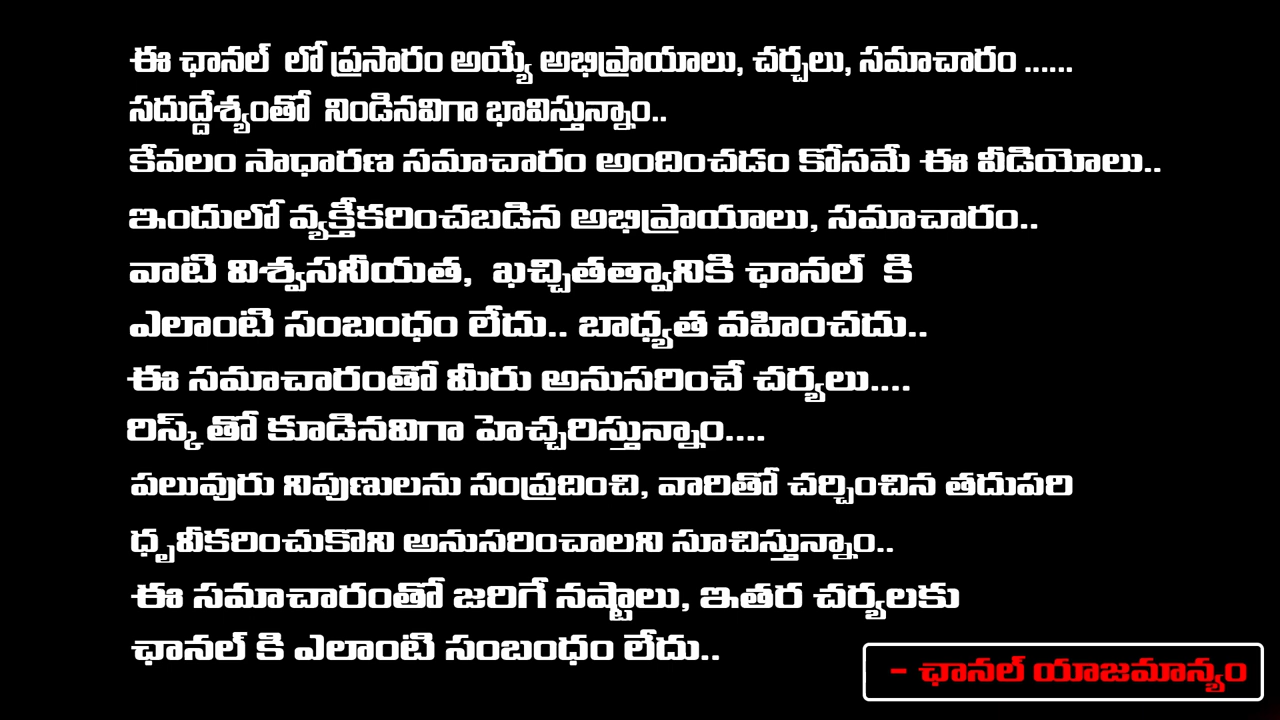 ఈ ఛానల్ లో ప్రసారం అయ్యే అభిప్రాయాలు, చర్చలు, సమాచారం ......
సదుద్దేశ్యంతో నిండినవిగా భావిస్తున్నాం..
కేవలం సాధారణ సమాచారం అందించడం కోసమే ఈ వీడియోలు..
ఇందులో వ్యక్తీకరించబడిన అభిప్రాయాలు, సమాచారం..
వాటి విశ్వసనీయత, ఖచ్చితత్వానికి ఛానల్ కి
ఎలాంటి సంబంధం లేదు.. బాధ్యత వహించదు..
ఈ సమాచారంతో మీరు అనుసరించే చర్యలు....
రిస్క్ తో కూడినవిగా హెచ్చరిస్తున్నాం....
పలువురు నిపుణులను సంప్రదించి, వారితో చర్చించిన తదుపరి
ధృవీకరించుకొని అనుసరించాలని సూచిస్తున్నాం..
ఈ సమాచారంతో జరిగే నష్టాలు, ఇతర చర్యలకు
ఛానల్ కి ఎలాంటి సంబంధం లేదు..
- ఛానల్ యాజమాన్యం